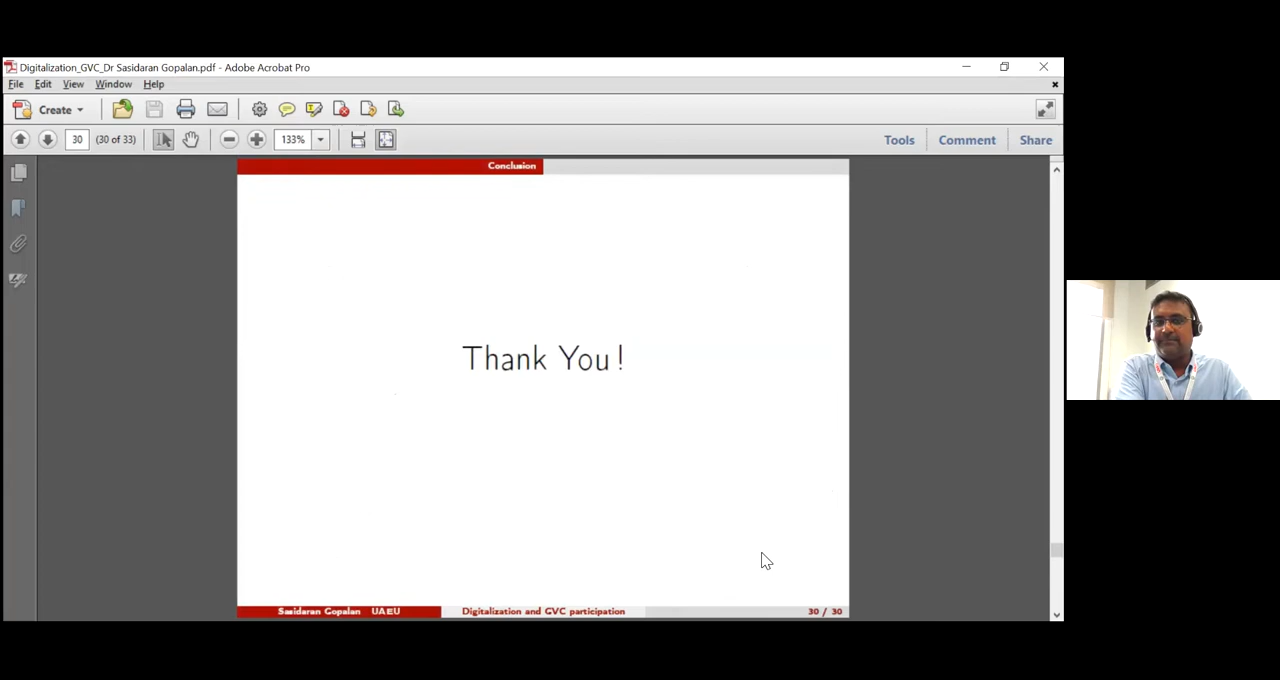 Digitalization_GVC_Dr Sasidaran Gopalan.pdf - Adobe Acrobat Pro
File Edit View Window Help
Create
30 (30 of 33) 133% Tools Comment Share
Conclusion
Thank You !
Sasidaran Gopalan UAEU Digitalization and GVC participation 30 / 30